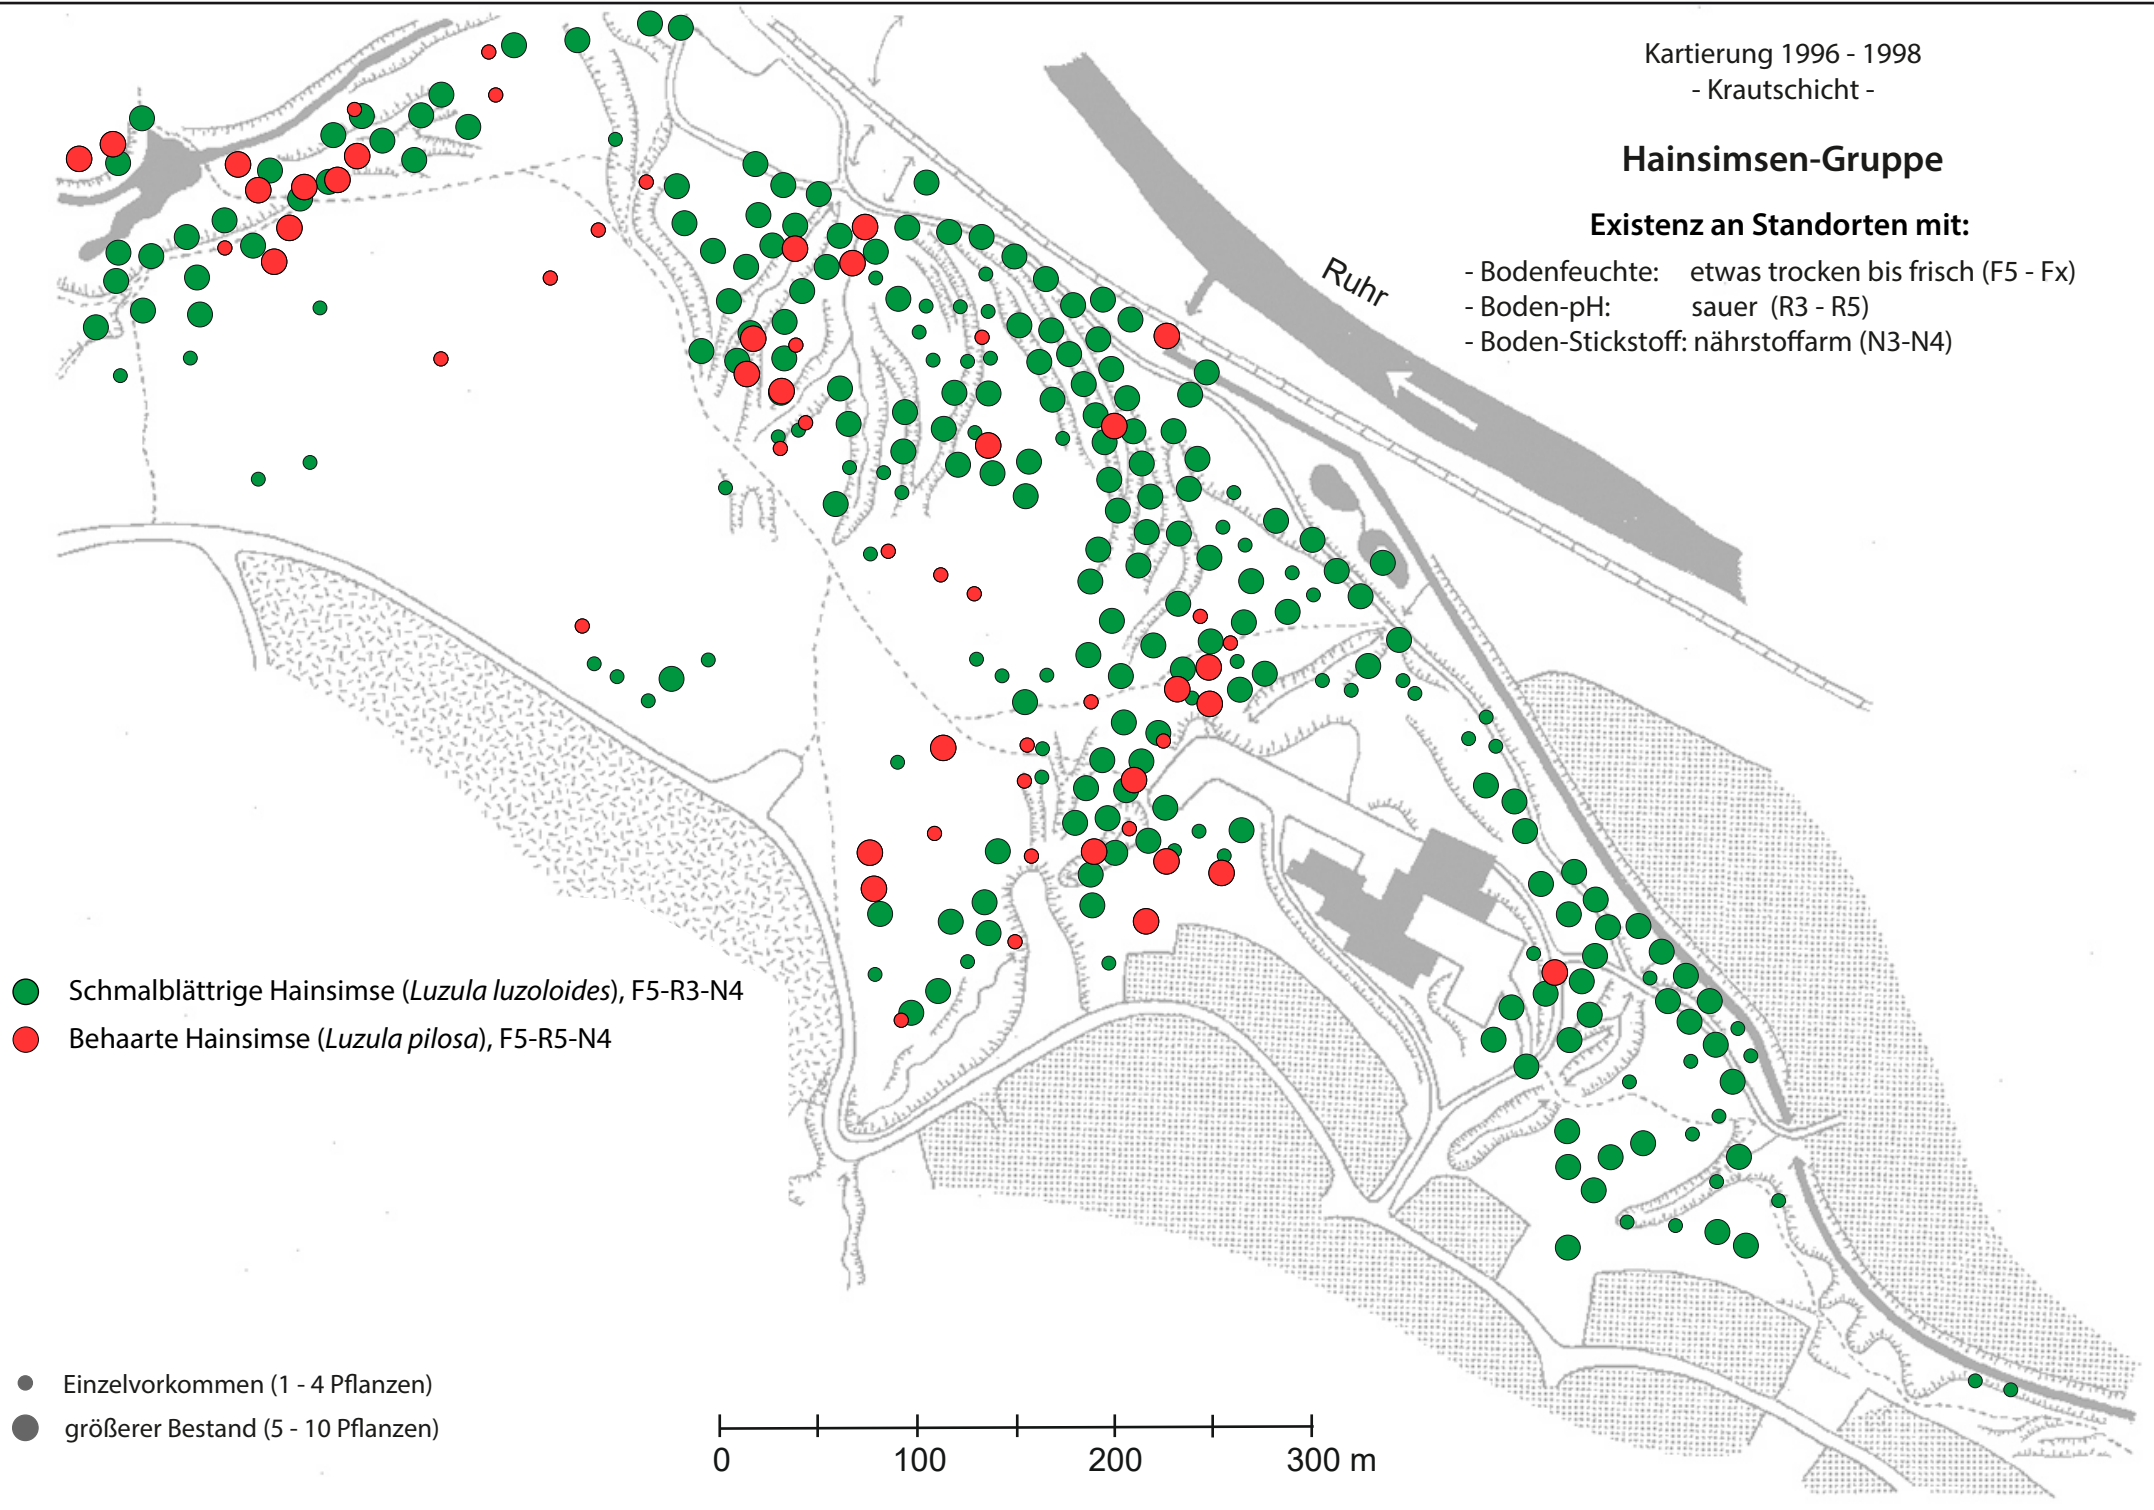 Kartierung 1996 - 1998
- Krautschicht -
Hainsimsen-Gruppe
Existenz an Standorten mit:
- Bodenfeuchte: etwas trocken bis frisch (F5 - Fx)
- Boden-pH: sauer (R3 - R5)
- Boden-Stickstoff: nährstoffarm (N3-N4)
Ruhr
Schmalblättrige Hainsimse (Luzula luzoloides), F5-R3-N4
Behaarte Hainsimse (Luzula pilosa), F5-R5-N4
Einzelvorkommen (1 - 4 Pflanzen)
größerer Bestand (5 - 10 Pflanzen)
0 100 200 300 m